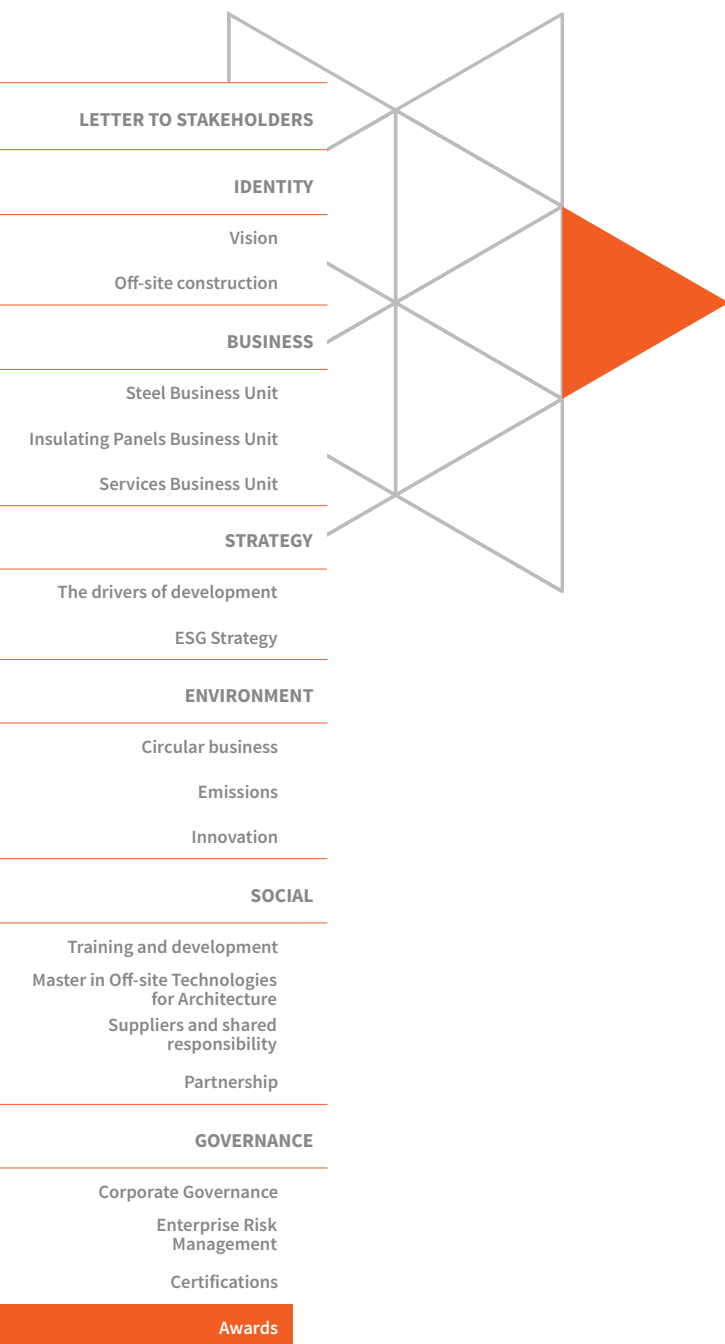 LETTER TO STAKEHOLDERS
IDENTITY
Vision
Off-site construction
BUSINESS
Steel Business Unit
Insulating Panels Business Unit
Services Business Unit
STRATEGY
The drivers of development
ESG Strategy
ENVIRONMENT
Circular business
Emissions
Innovation
SOCIAL
Training and development
Master in Off-site Technologies
for Architecture
Suppliers and shared
responsibility
Partnership
GOVERNANCE
Corporate Governance
Enterprise Risk
Management
Certifications
Awards